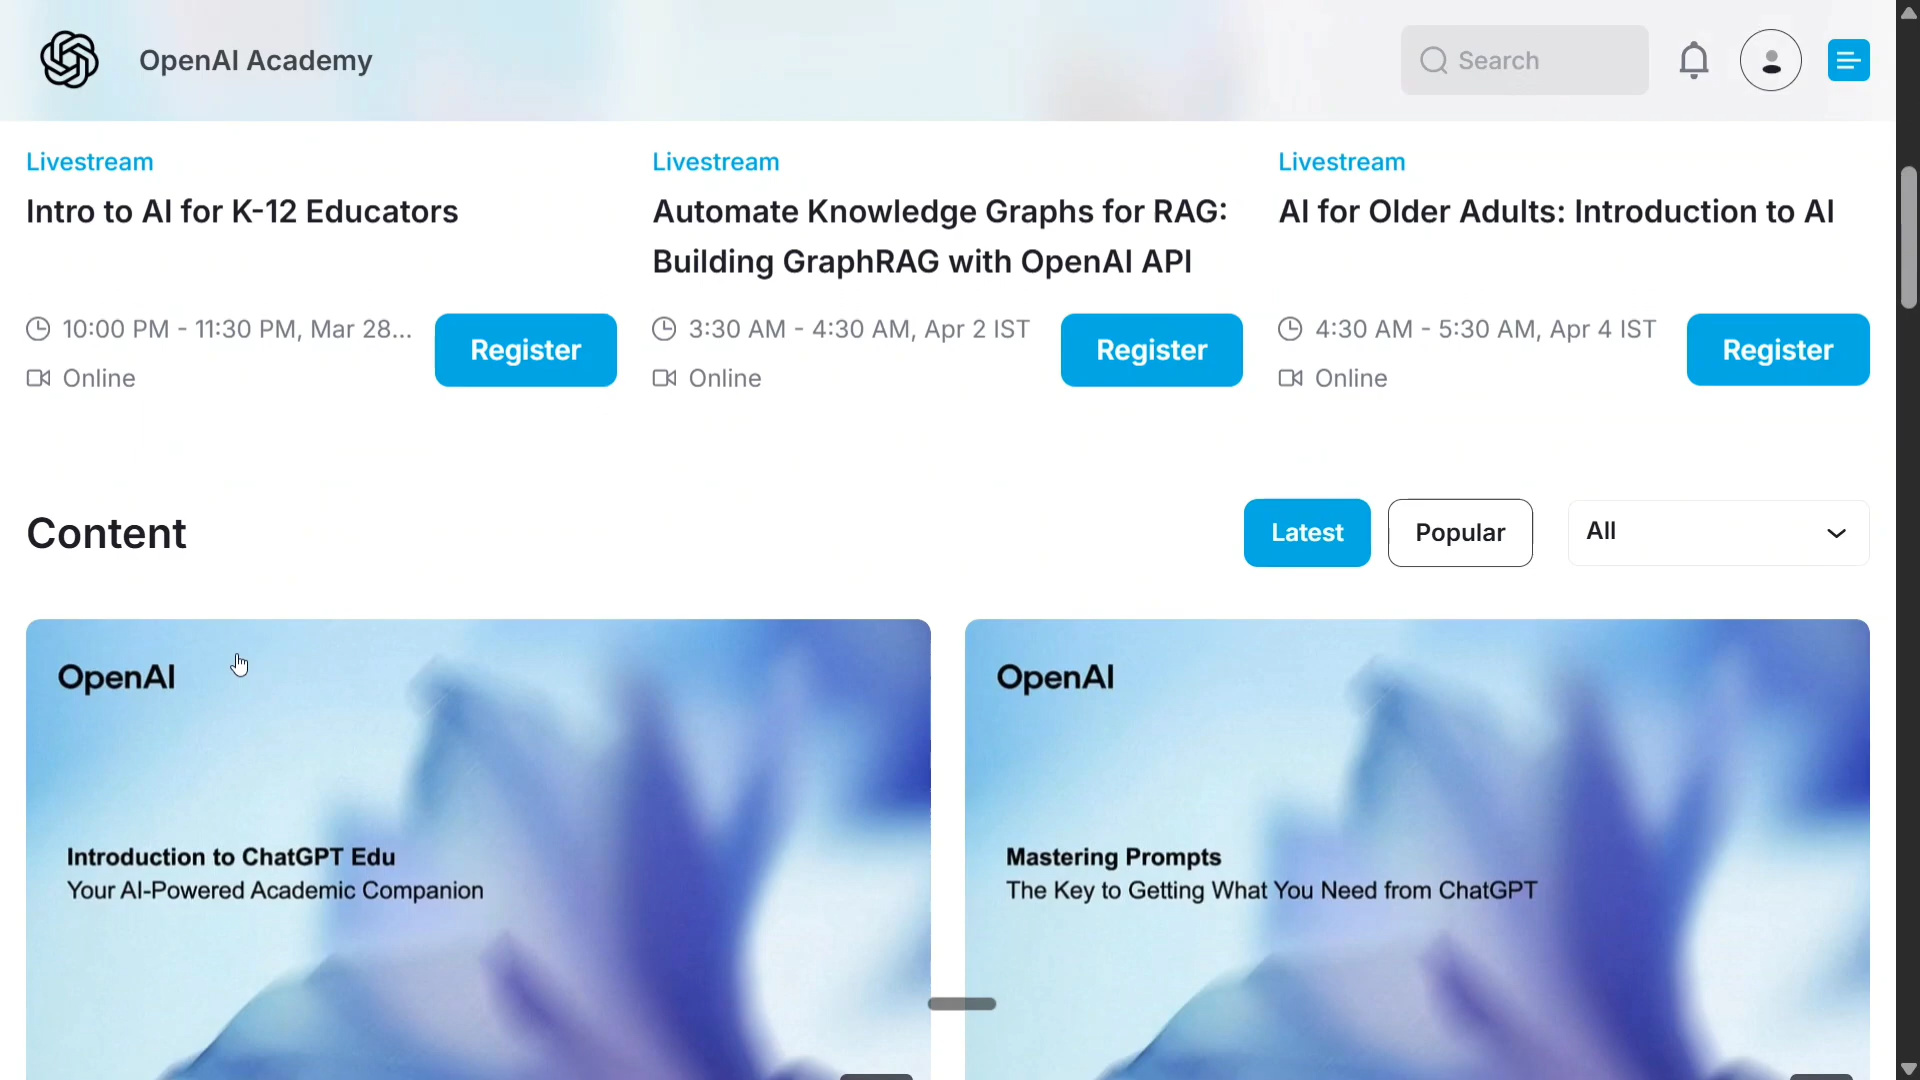 OpenAI Academy
Search
Livestream
Intro to AI for K-12 Educators
10:00 PM - 11:30 PM, Mar 28...
Online
Register
Livestream
Automate Knowledge Graphs for RAG:
Building GraphRAG with OpenAI API
3:30 AM - 4:30 AM, Apr 2 IST
Online
Register
Livestream
AI for Older Adults: Introduction to AI
4:30 AM - 5:30 AM, Apr 4 IST
Online
Register
Content
Latest
Popular
All
OpenAI
Introduction to ChatGPT Edu
Your AI-Powered Academic Companion
OpenAI
Mastering Prompts
The Key to Getting What You Need from ChatGPT